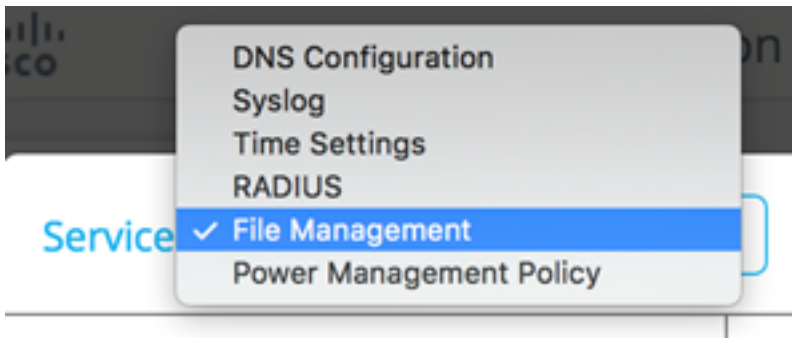 DNS Configuration
Syslog
Time Settings
RADIUS
Service ✓ File Management
Power Management Policy